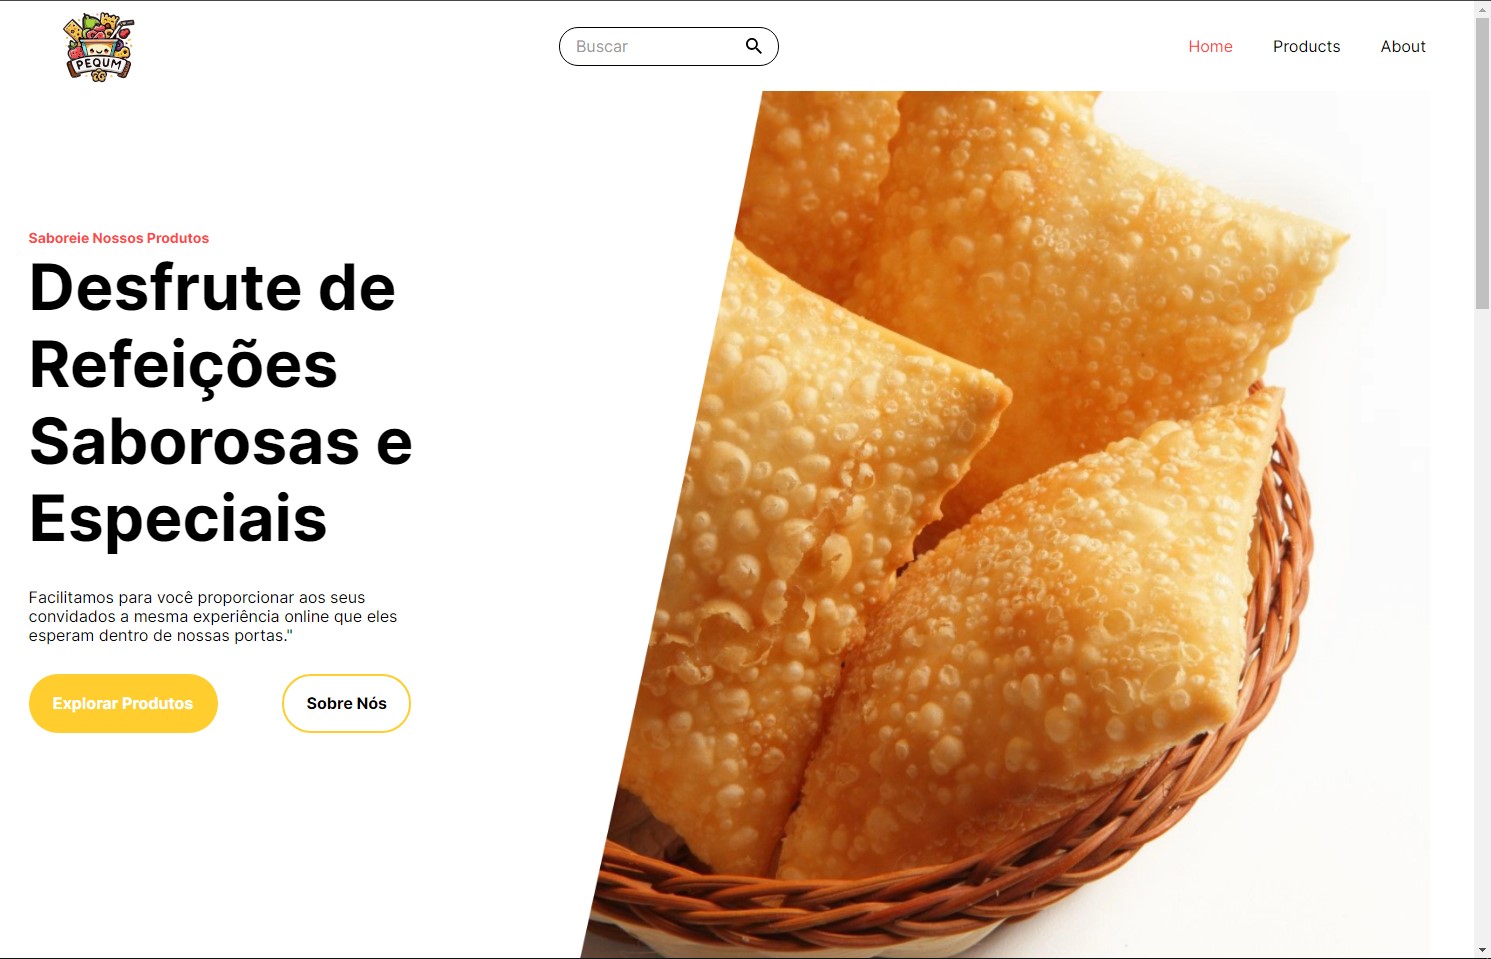 PEQUM
Buscar
Home
Products
About
Saboreie Nossos Produtos
Desfrute de
Refeições
Saborosas e
Especiais
Facilitamos para você proporcionar aos seus
convidados a mesma experiência online que eles
esperam dentro de nossas portas."
Explorar Produtos
Sobre Nós